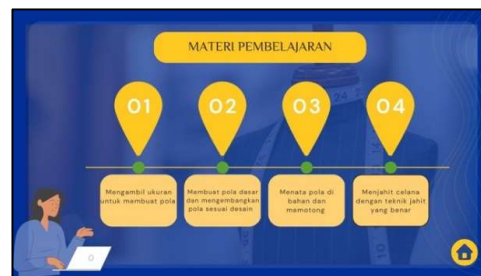 MATERI PEMBELAJARAN
01
02
03
04
Mengambil ukuran
untuk membuat pola
Membuat pola dasar
dan mengembangkan
pola sesuai desain
Menata pola di
bahan dan
memotong
Menjahit celana
dengan teknik jahit
yang benar